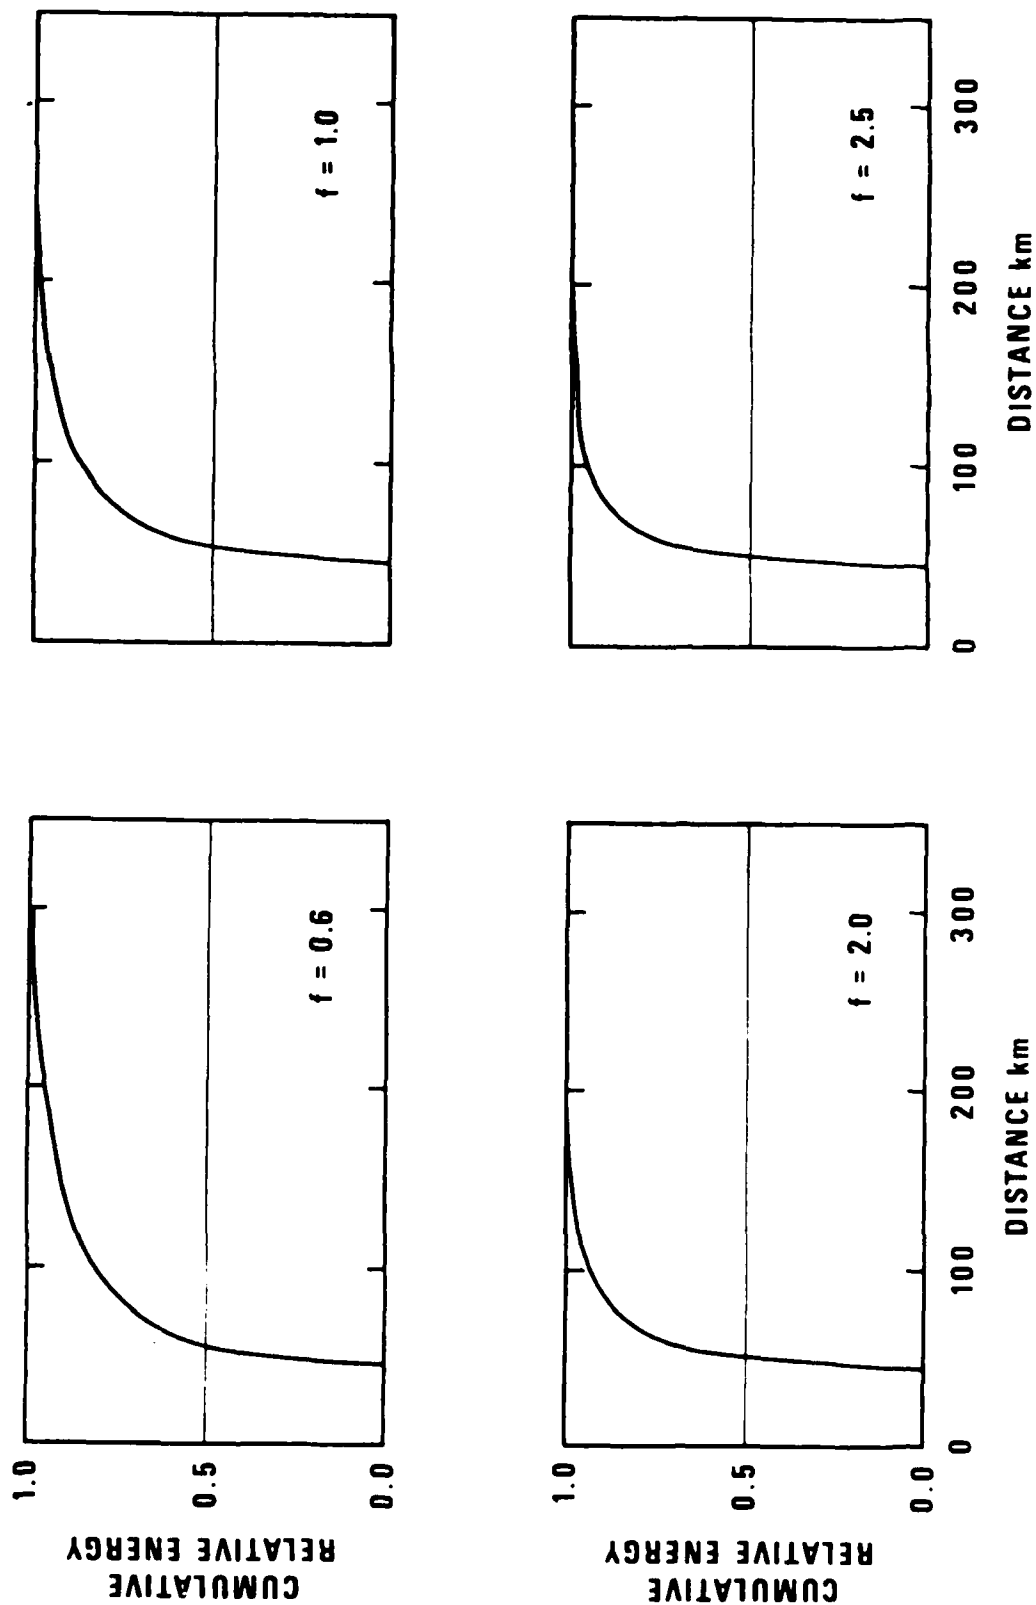 CUMULATIVE
RELATIVE ENERGY
1.0
0.5
0.0
f = 0.6
f = 1.0
CUMULATIVE
RELATIVE ENERGY
1.0
0.5
0.0
f = 2.0
0 100 200 300
DISTANCE km
f = 2.5
0 100 200 300
DISTANCE km